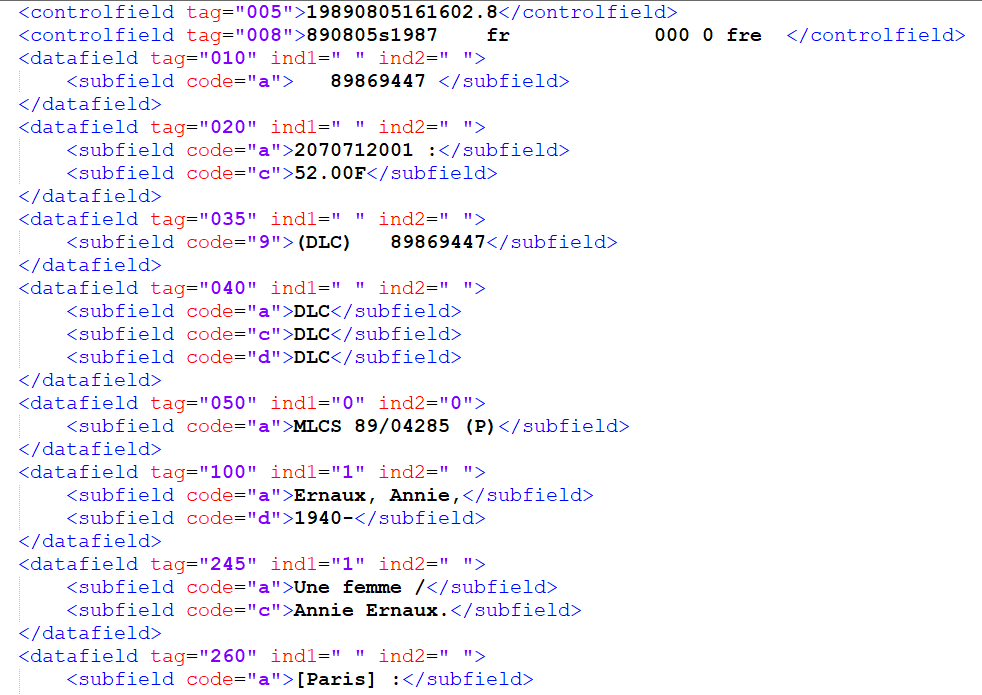 <controlfield tag="005">19890805161602.8</controlfield>
<controlfield tag="008">890805s1987    fr            000 0 fre  </controlfield>
<datafield tag="010" ind1=" " ind2=" ">
    <subfield code="a">   89869447 </subfield>
</datafield>
<datafield tag="020" ind1=" " ind2=" ">
    <subfield code="a">2070712001 :</subfield>
    <subfield code="c">52.00F</subfield>
</datafield>
<datafield tag="035" ind1=" " ind2=" ">
    <subfield code="9">(DLC)   89869447</subfield>
</datafield>
<datafield tag="040" ind1=" " ind2=" ">
    <subfield code="a">DLC</subfield>
    <subfield code="c">DLC</subfield>
    <subfield code="d">DLC</subfield>
</datafield>
<datafield tag="050" ind1="0" ind2="0">
    <subfield code="a">MLCS 89/04285 (P)</subfield>
</datafield>
<datafield tag="100" ind1="1" ind2=" ">
    <subfield code="a">Ernaux, Annie,</subfield>
    <subfield code="d">1940-</subfield>
</datafield>
<datafield tag="245" ind1="1" ind2=" ">
    <subfield code="a">Une femme /</subfield>
    <subfield code="c">Annie Ernaux.</subfield>
</datafield>
<datafield tag="260" ind1=" " ind2=" ">
    <subfield code="a">[Paris] :</subfield>